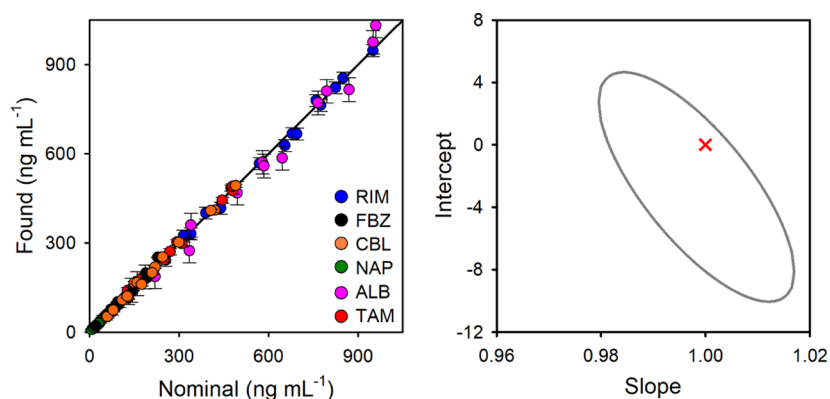 900
600
300
0
0
300
600
900
Found (ng mL⁻¹)
Nominal (ng mL⁻¹)
RIM
FBZ
CBL
NAP
ALB
TAM
8
4
0
-4
-8
-12
0.96
0.98
1.00
1.02
Intercept
Slope